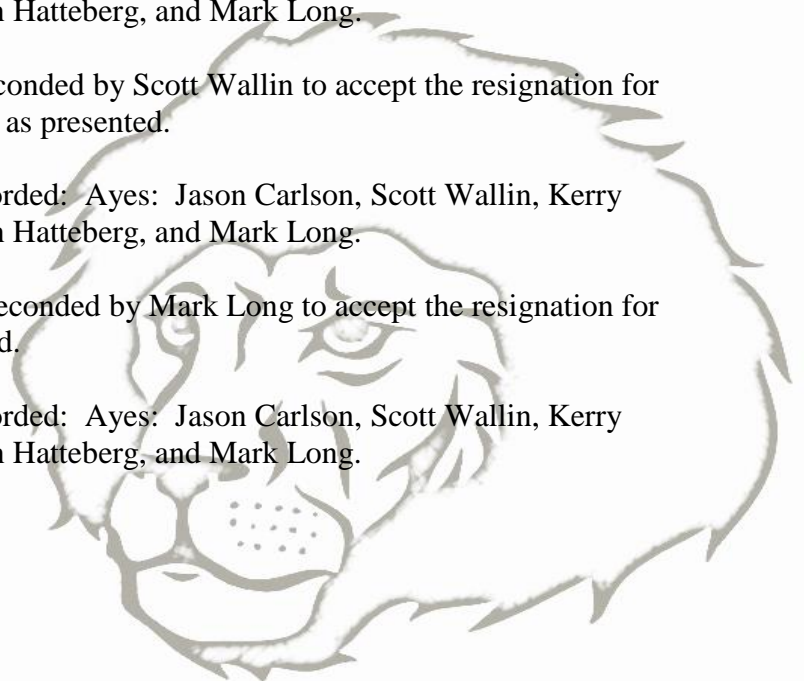 n Hatteberg, and Mark Long.
conded by Scott Wallin to accept the resignation for
as presented.
orded: Ayes: Jason Carlson, Scott Wallin, Kerry
n Hatteberg, and Mark Long.
econded by Mark Long to accept the resignation for
d.
orded: Ayes: Jason Carlson, Scott Wallin, Kerry
n Hatteberg, and Mark Long.